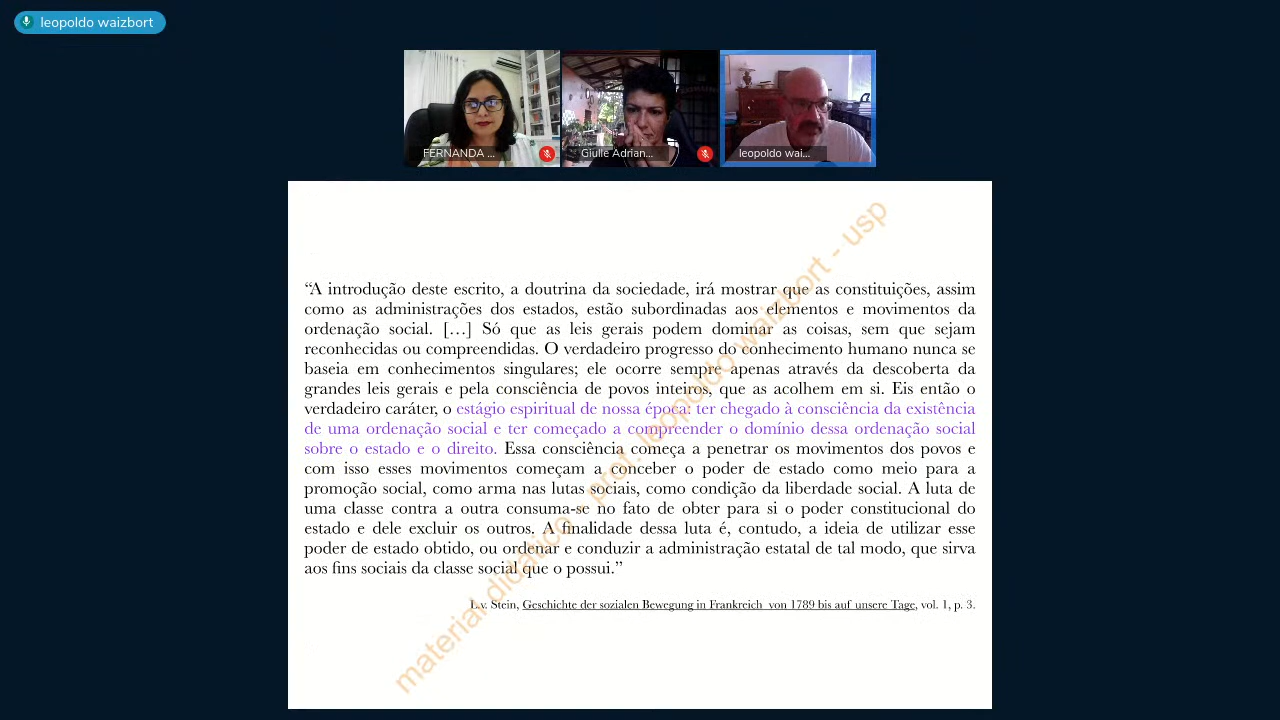 leopoldo waizbort
FERNANDA ...
Giulle Adrian...
leopoldo wai...
“A introdução deste escrito, a doutrina da sociedade, irá mostrar que as constituições, assim
como as administrações dos estados, estão subordinadas aos elementos e movimentos da
ordenação social. […] Só que as leis gerais podem dominar as coisas, sem que sejam
reconhecidas ou compreendidas. O verdadeiro progresso do conhecimento humano nunca se
baseia em conhecimentos singulares; ele ocorre sempre apenas através da descoberta da
grandes leis gerais e pela consciência de povos inteiros, que as acolhem em si. Eis então o
verdadeiro caráter, o estágio espiritual de nossa época: ter chegado à consciência da existência
de uma ordenação social e ter começado a compreender o domínio dessa ordenação social
sobre o estado e o direito. Essa consciência começa a penetrar os movimentos dos povos e
com isso esses movimentos começam a conceber o poder de estado como meio para a
promoção social, como arma nas lutas sociais, como condição da liberdade social. A luta de
uma classe contra a outra consuma-se no fato de obter para si o poder constitucional do
estado e dele excluir os outros. A finalidade dessa luta é, contudo, a ideia de utilizar esse
poder de estado obtido, ou ordenar e conduzir a administração estatal de tal modo, que sirva
aos fins sociais da classe social que o possui.”
L.v. Stein, Geschichte der sozialen Bewegung in Frankreich von 1789 bis auf unsere Tage, vol. 1, p. 3.
material didático - prof. leopoldo waizbort - usp